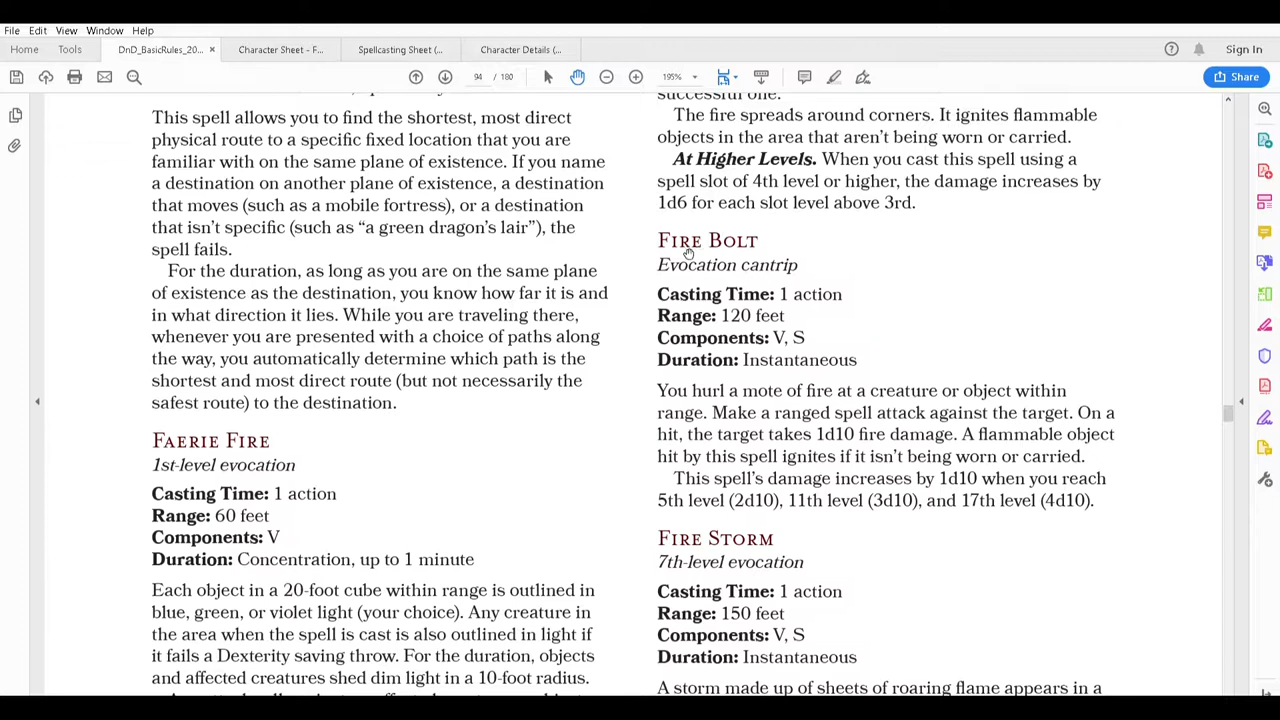 File Edit View Window Help
Home Tools DnD_BasicRules_20... × Character Sheet - F... Spellcasting Sheet (... Character Details (... Sign In
94 / 180 195% Share
This spell allows you to find the shortest, most direct
physical route to a specific fixed location that you are
familiar with on the same plane of existence. If you name
a destination on another plane of existence, a destination
that moves (such as a mobile fortress), or a destination
that isn't specific (such as “a green dragon's lair”), the
spell fails.
For the duration, as long as you are on the same plane
of existence as the destination, you know how far it is and
in what direction it lies. While you are traveling there,
whenever you are presented with a choice of paths along
the way, you automatically determine which path is the
shortest and most direct route (but not necessarily the
safest route) to the destination.
FAERIE FIRE
1st-level evocation
Casting Time: 1 action
Range: 60 feet
Components: V
Duration: Concentration, up to 1 minute
Each object in a 20-foot cube within range is outlined in
blue, green, or violet light (your choice). Any creature in
the area when the spell is cast is also outlined in light if
it fails a Dexterity saving throw. For the duration, objects
and affected creatures shed dim light in a 10-foot radius.
successful one.
The fire spreads around corners. It ignites flammable
objects in the area that aren't being worn or carried.
At Higher Levels. When you cast this spell using a
spell slot of 4th level or higher, the damage increases by
1d6 for each slot level above 3rd.
FIRE BOLT
Evocation cantrip
Casting Time: 1 action
Range: 120 feet
Components: V, S
Duration: Instantaneous
You hurl a mote of fire at a creature or object within
range. Make a ranged spell attack against the target. On a
hit, the target takes 1d10 fire damage. A flammable object
hit by this spell ignites if it isn't being worn or carried.
This spell's damage increases by 1d10 when you reach
5th level (2d10), 11th level (3d10), and 17th level (4d10).
FIRE STORM
7th-level evocation
Casting Time: 1 action
Range: 150 feet
Components: V, S
Duration: Instantaneous
A storm made up of sheets of roaring flame appears in a